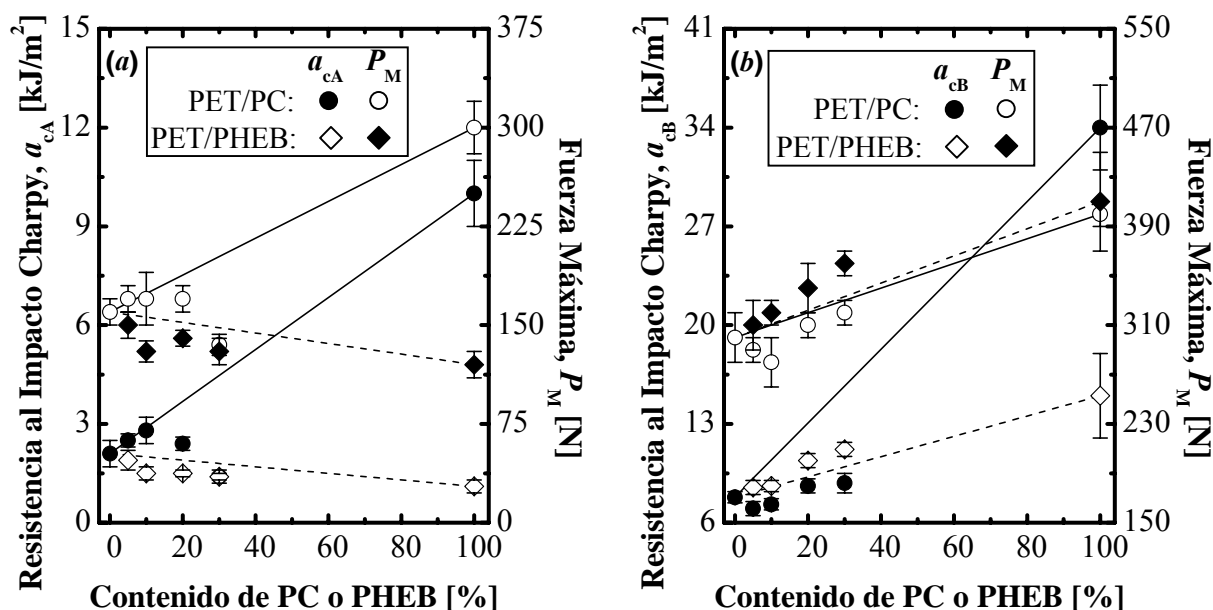 Resistencia al Impacto Charpy, a_cA [kJ/m²]
15
12
9
6
3
0
(a)
a_cA P_M
PET/PC:
PET/PHEB:
375
300
225
150
75
0
Fuerza Máxima, P_M [N]
0 20 40 60 80 100
Contenido de PC o PHEB [%]
Resistencia al Impacto Charpy, a_cB [kJ/m²]
41
34
27
20
13
6
(b)
a_cB P_M
PET/PC:
PET/PHEB:
550
470
390
310
230
150
Fuerza Máxima, P_M [N]
0 20 40 60 80 100
Contenido de PC o PHEB [%]